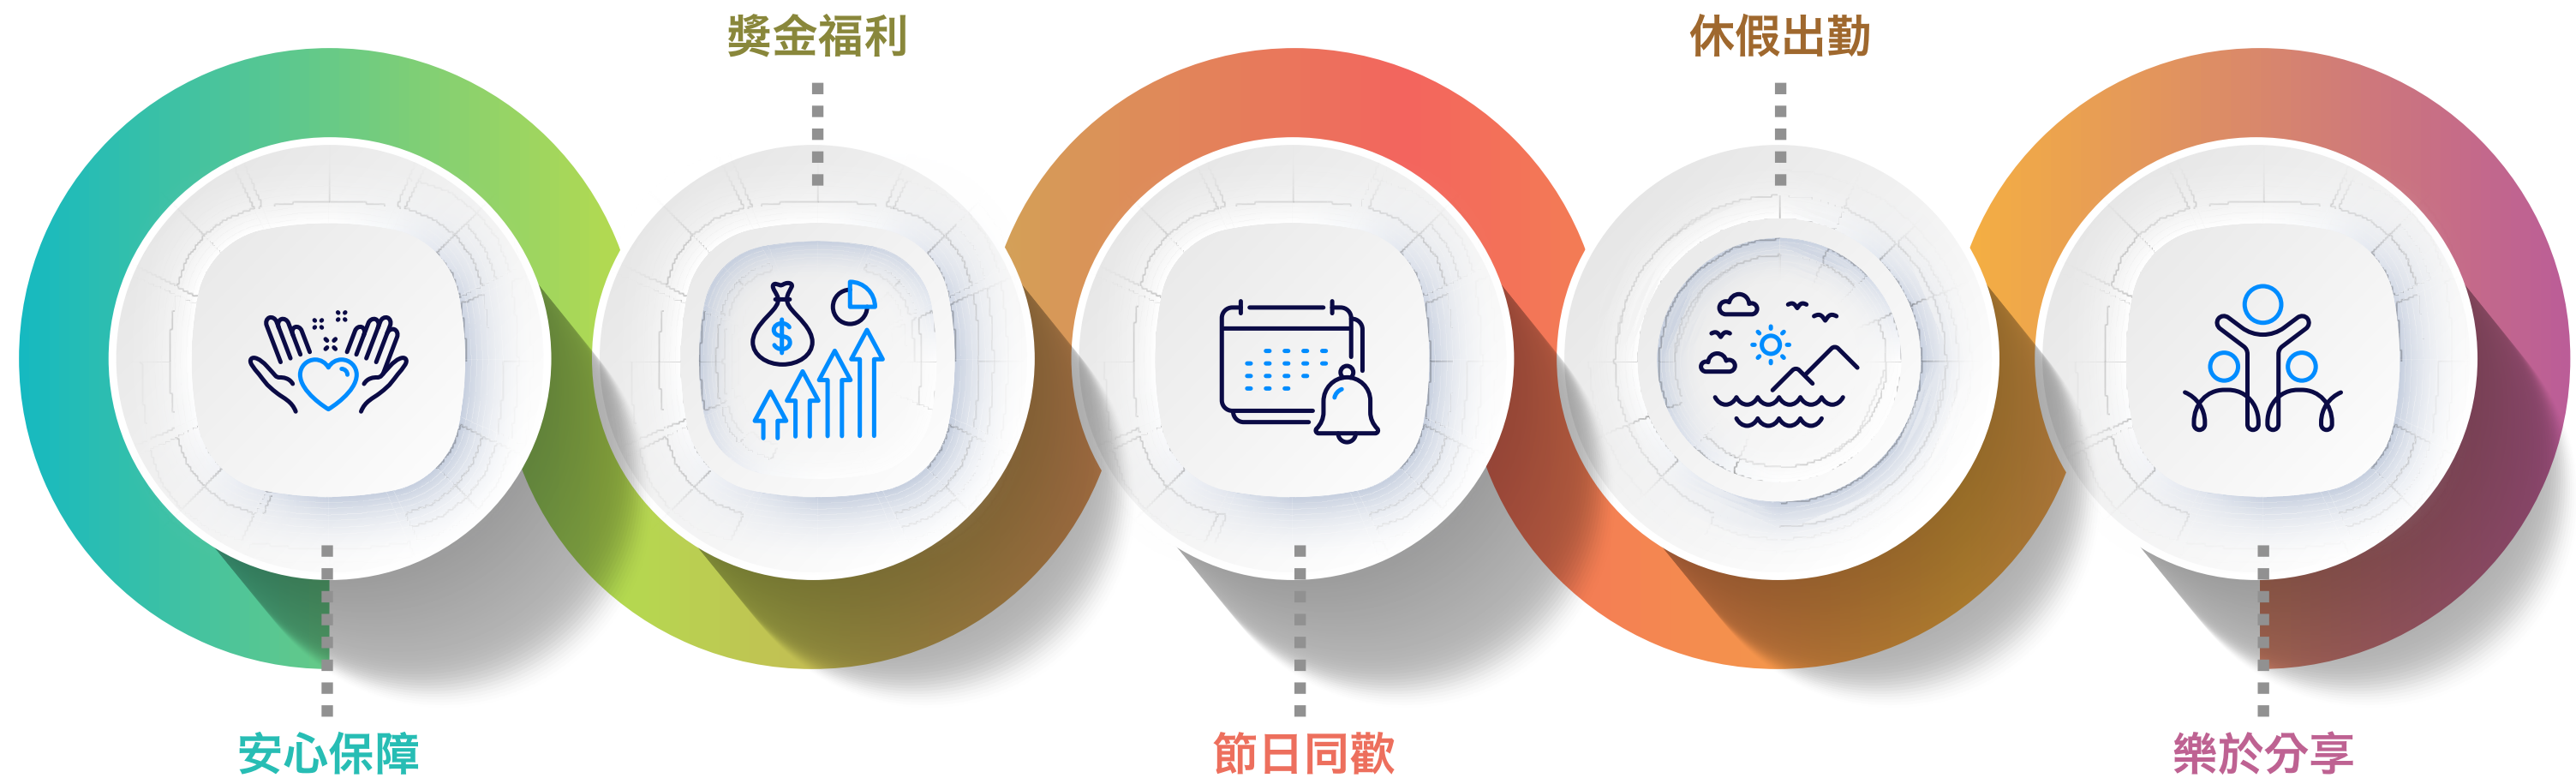 安心保障
獎金福利
節日同歡
休假出勤
樂於分享